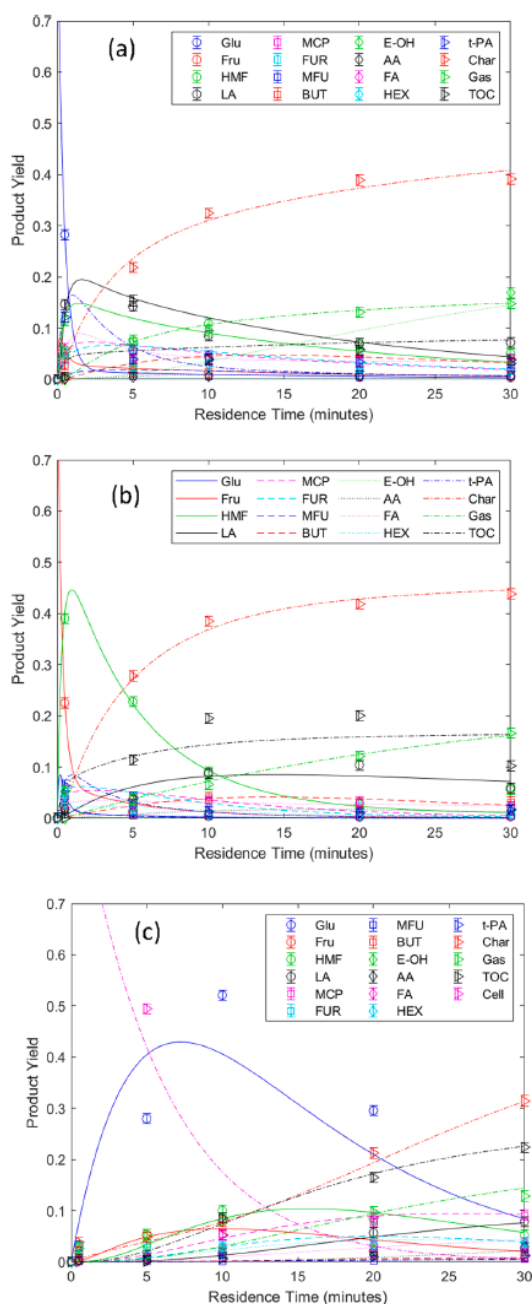 (a)
Glu MCP E-OH t-PA
Fru FUR AA Char
HMF MFU FA Gas
LA BUT HEX TOC
0.7
0.6
0.5
0.4
0.3
0.2
0.1
0
Product Yield
0 5 10 15 20 25 30
Residence Time (minutes)
(b)
Glu MCP E-OH t-PA
Fru FUR AA Char
HMF MFU FA Gas
LA BUT HEX TOC
0.7
0.6
0.5
0.4
0.3
0.2
0.1
0
Product Yield
0 5 10 15 20 25 30
Residence Time (minutes)
(c)
Glu MFU t-PA
Fru BUT Char
HMF E-OH Gas
LA AA TOC
MCP FA Cell
FUR HEX
0.7
0.6
0.5
0.4
0.3
0.2
0.1
0
Product Yield
0 5 10 15 20 25 30
Residence Time (minutes)